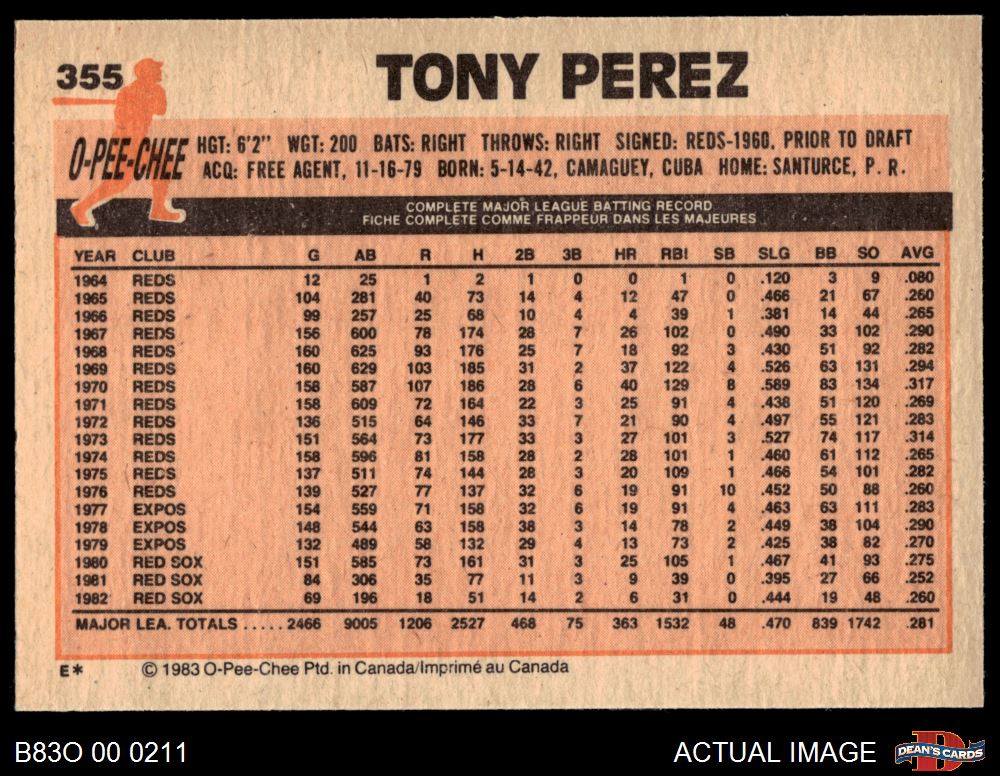 355
TONY PEREZ
O-PEE-CHEE
HGT: 6'2" WGT: 200 BATS: RIGHT THROWS: RIGHT SIGNED: REDS-1960, PRIOR TO DRAFT
ACQ: FREE AGENT, 11-16-79 BORN: 5-14-42, CAMAGUEY, CUBA HOME: SANTURCE, P. R.
COMPLETE MAJOR LEAGUE BATTING RECORD
FICHE COMPLETE COMME FRAPPEUR DANS LES MAJEURES
YEAR CLUB G AB R H 2B 3B HR RBI SB SLG BB SO AVG
1964 REDS 12 25 1 2 1 0 0 1 0 .120 3 9 .080
1965 REDS 104 281 40 73 14 4 12 47 0 .466 21 67 .260
1966 REDS 99 257 25 68 10 4 4 39 1 .381 14 44 .265
1967 REDS 156 600 78 174 28 7 26 102 0 .490 33 102 .290
1968 REDS 160 625 93 176 25 7 18 92 3 .430 51 92 .282
1969 REDS 160 629 103 185 31 2 37 122 4 .526 63 131 .294
1970 REDS 158 587 107 186 28 6 40 129 8 .589 83 134 .317
1971 REDS 158 609 72 164 22 3 25 91 4 .438 51 120 .269
1972 REDS 136 515 64 146 33 7 21 90 4 .497 55 121 .283
1973 REDS 151 564 73 177 33 3 27 101 3 .527 74 117 .314
1974 REDS 158 596 81 158 28 2 28 101 1 .460 61 112 .265
1975 REDS 137 511 74 144 28 3 20 109 1 .466 54 101 .282
1976 REDS 139 527 77 137 32 6 19 91 10 .452 50 88 .260
1977 EXPOS 154 559 71 158 32 6 19 91 4 .463 63 111 .283
1978 EXPOS 148 544 63 158 38 3 14 78 2 .449 38 104 .290
1979 EXPOS 132 489 58 132 29 4 13 73 2 .425 38 82 .270
1980 RED SOX 151 585 73 161 31 3 25 105 1 .467 41 93 .275
1981 RED SOX 84 306 35 77 11 3 9 39 0 .395 27 66 .252
1982 RED SOX 69 196 18 51 14 2 6 31 0 .444 19 48 .260
MAJOR LEA. TOTALS ..... 2466 9005 1206 2527 468 75 363 1532 48 .470 839 1742 .281
E* © 1983 O-Pee-Chee Ptd. in Canada/Imprimé au Canada
B83O 00 0211
ACTUAL IMAGE
D
DEAN'S CARDS